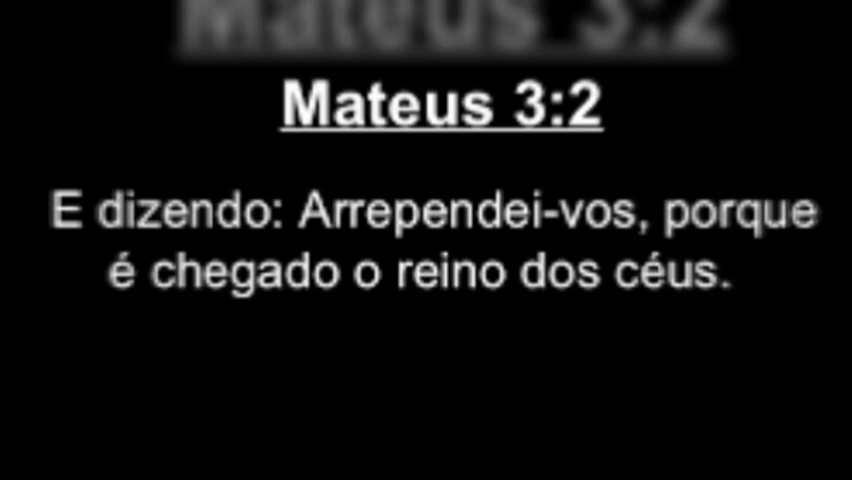 Mateus 3:2
Mateus 3:2
E dizendo: Arrependei-vos, porque
é chegado o reino dos céus.